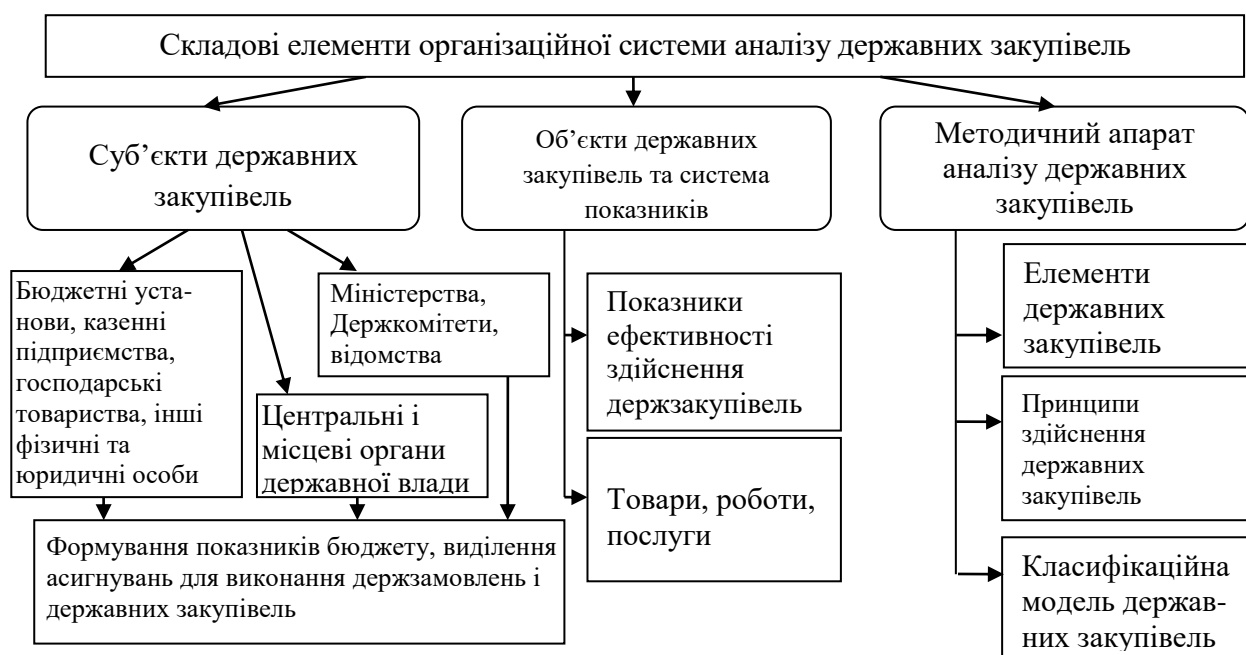 Складові елементи організаційної системи аналізу державних закупівель
Суб’єкти державних
закупівель
Об’єкти державних
закупівель та система
показників
Методичний апарат
аналізу державних
закупівель
Бюджетні уста-
нови, казенні
підприємства,
господарські
товариства, інші
фізичні та
юридичні особи
Міністерства,
Держкомітети,
відомства
Центральні і
місцеві органи
державної влади
Формування показників бюджету, виділення
асигнувань для виконання держзамовлень і
державних закупівель
Показники
ефективності
здійснення
держзакупівель
Товари, роботи,
послуги
Елементи
державних
закупівель
Принципи
здійснення
державних
закупівель
Класифікаційна
модель держав-
них закупівель